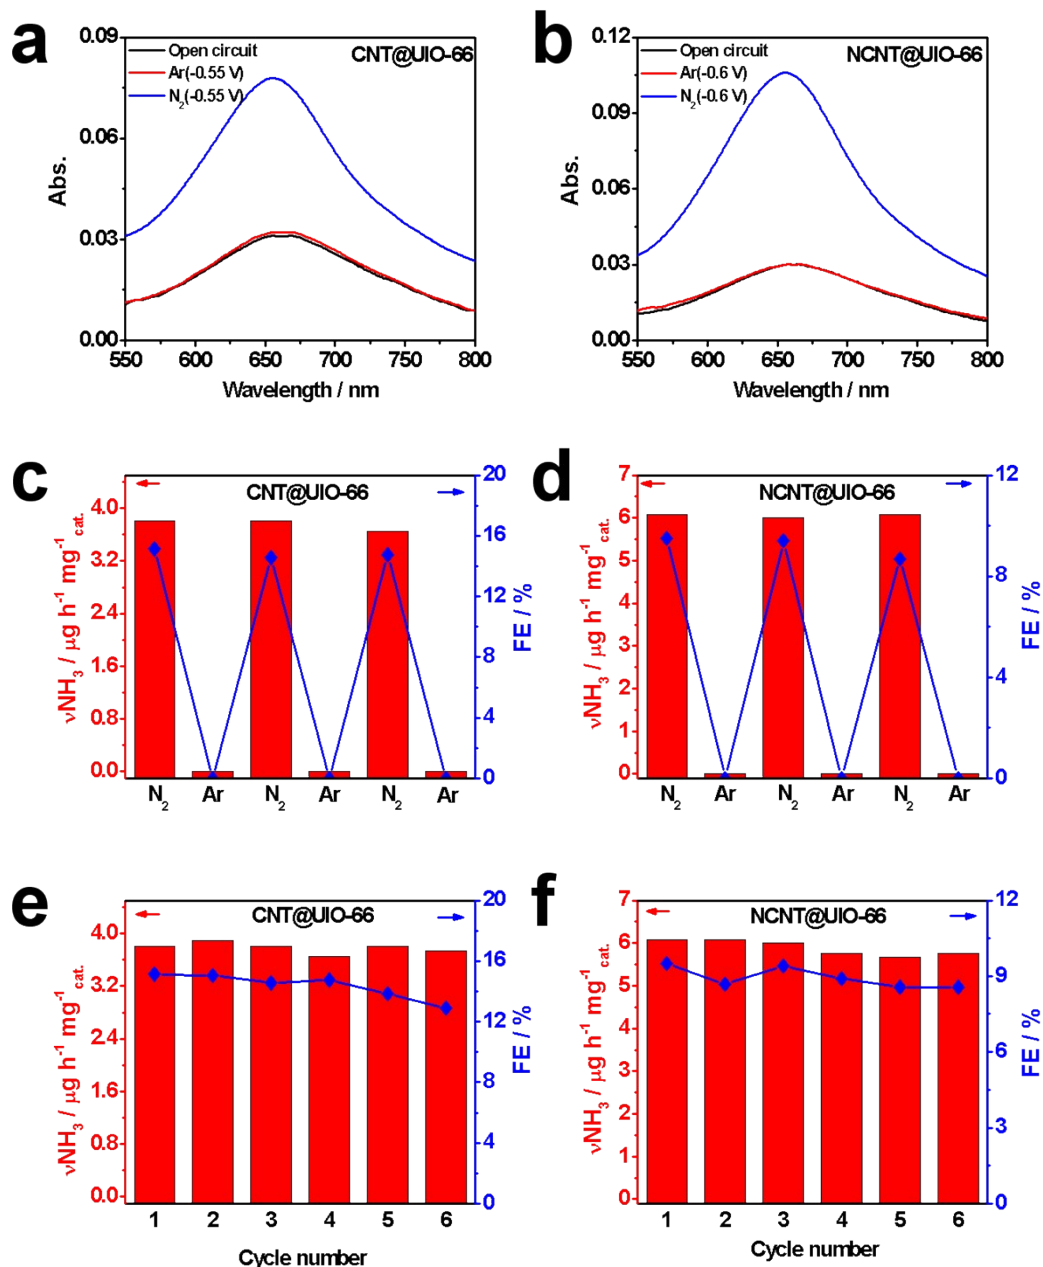 a
0.09
0.06
0.03
0.00
Abs.
Open circuit
Ar(-0.55 V)
N₂(-0.55 V)
CNT@UIO-66
550 600 650 700 750 800
Wavelength / nm
b
0.12
0.09
0.06
0.03
0.00
Abs.
Open circuit
Ar(-0.6 V)
N₂(-0.6 V)
NCNT@UIO-66
550 600 650 700 750 800
Wavelength / nm
c
4.0
3.2
2.4
1.6
0.8
0.0
νNH₃ / μg h⁻¹ mg⁻¹cat.
CNT@UIO-66
20
16
12
8
4
0
FE / %
N₂ Ar N₂ Ar N₂ Ar
d
7
6
5
4
3
2
1
0
νNH₃ / μg h⁻¹ mg⁻¹cat.
NCNT@UIO-66
12
8
4
0
FE / %
N₂ Ar N₂ Ar N₂ Ar
e
4.0
3.2
2.4
1.6
0.8
0.0
νNH₃ / μg h⁻¹ mg⁻¹cat.
CNT@UIO-66
20
16
12
8
4
0
FE / %
1 2 3 4 5 6
Cycle number
f
7
6
5
4
3
2
1
0
νNH₃ / μg h⁻¹ mg⁻¹cat.
NCNT@UIO-66
12
9
6
3
0
FE / %
1 2 3 4 5 6
Cycle number